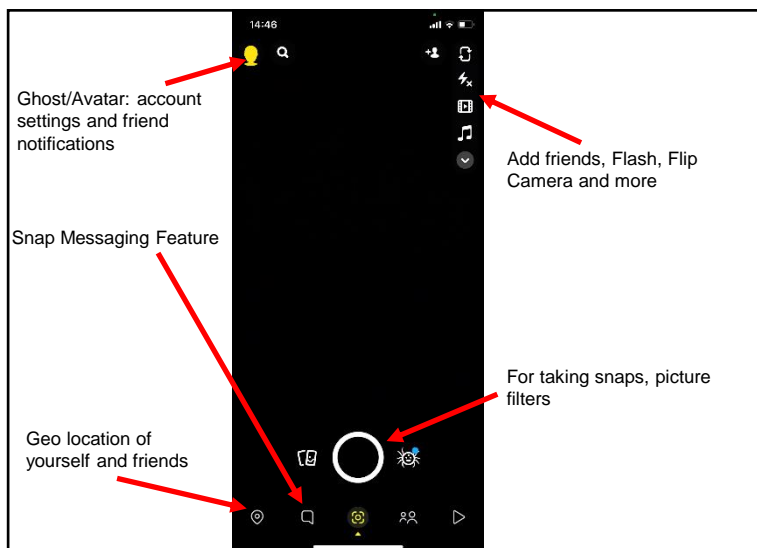 14:46
Ghost/Avatar: account
settings and friend
notifications
Add friends, Flash, Flip
Camera and more
Snap Messaging Feature
For taking snaps, picture
filters
Geo location of
yourself and friends